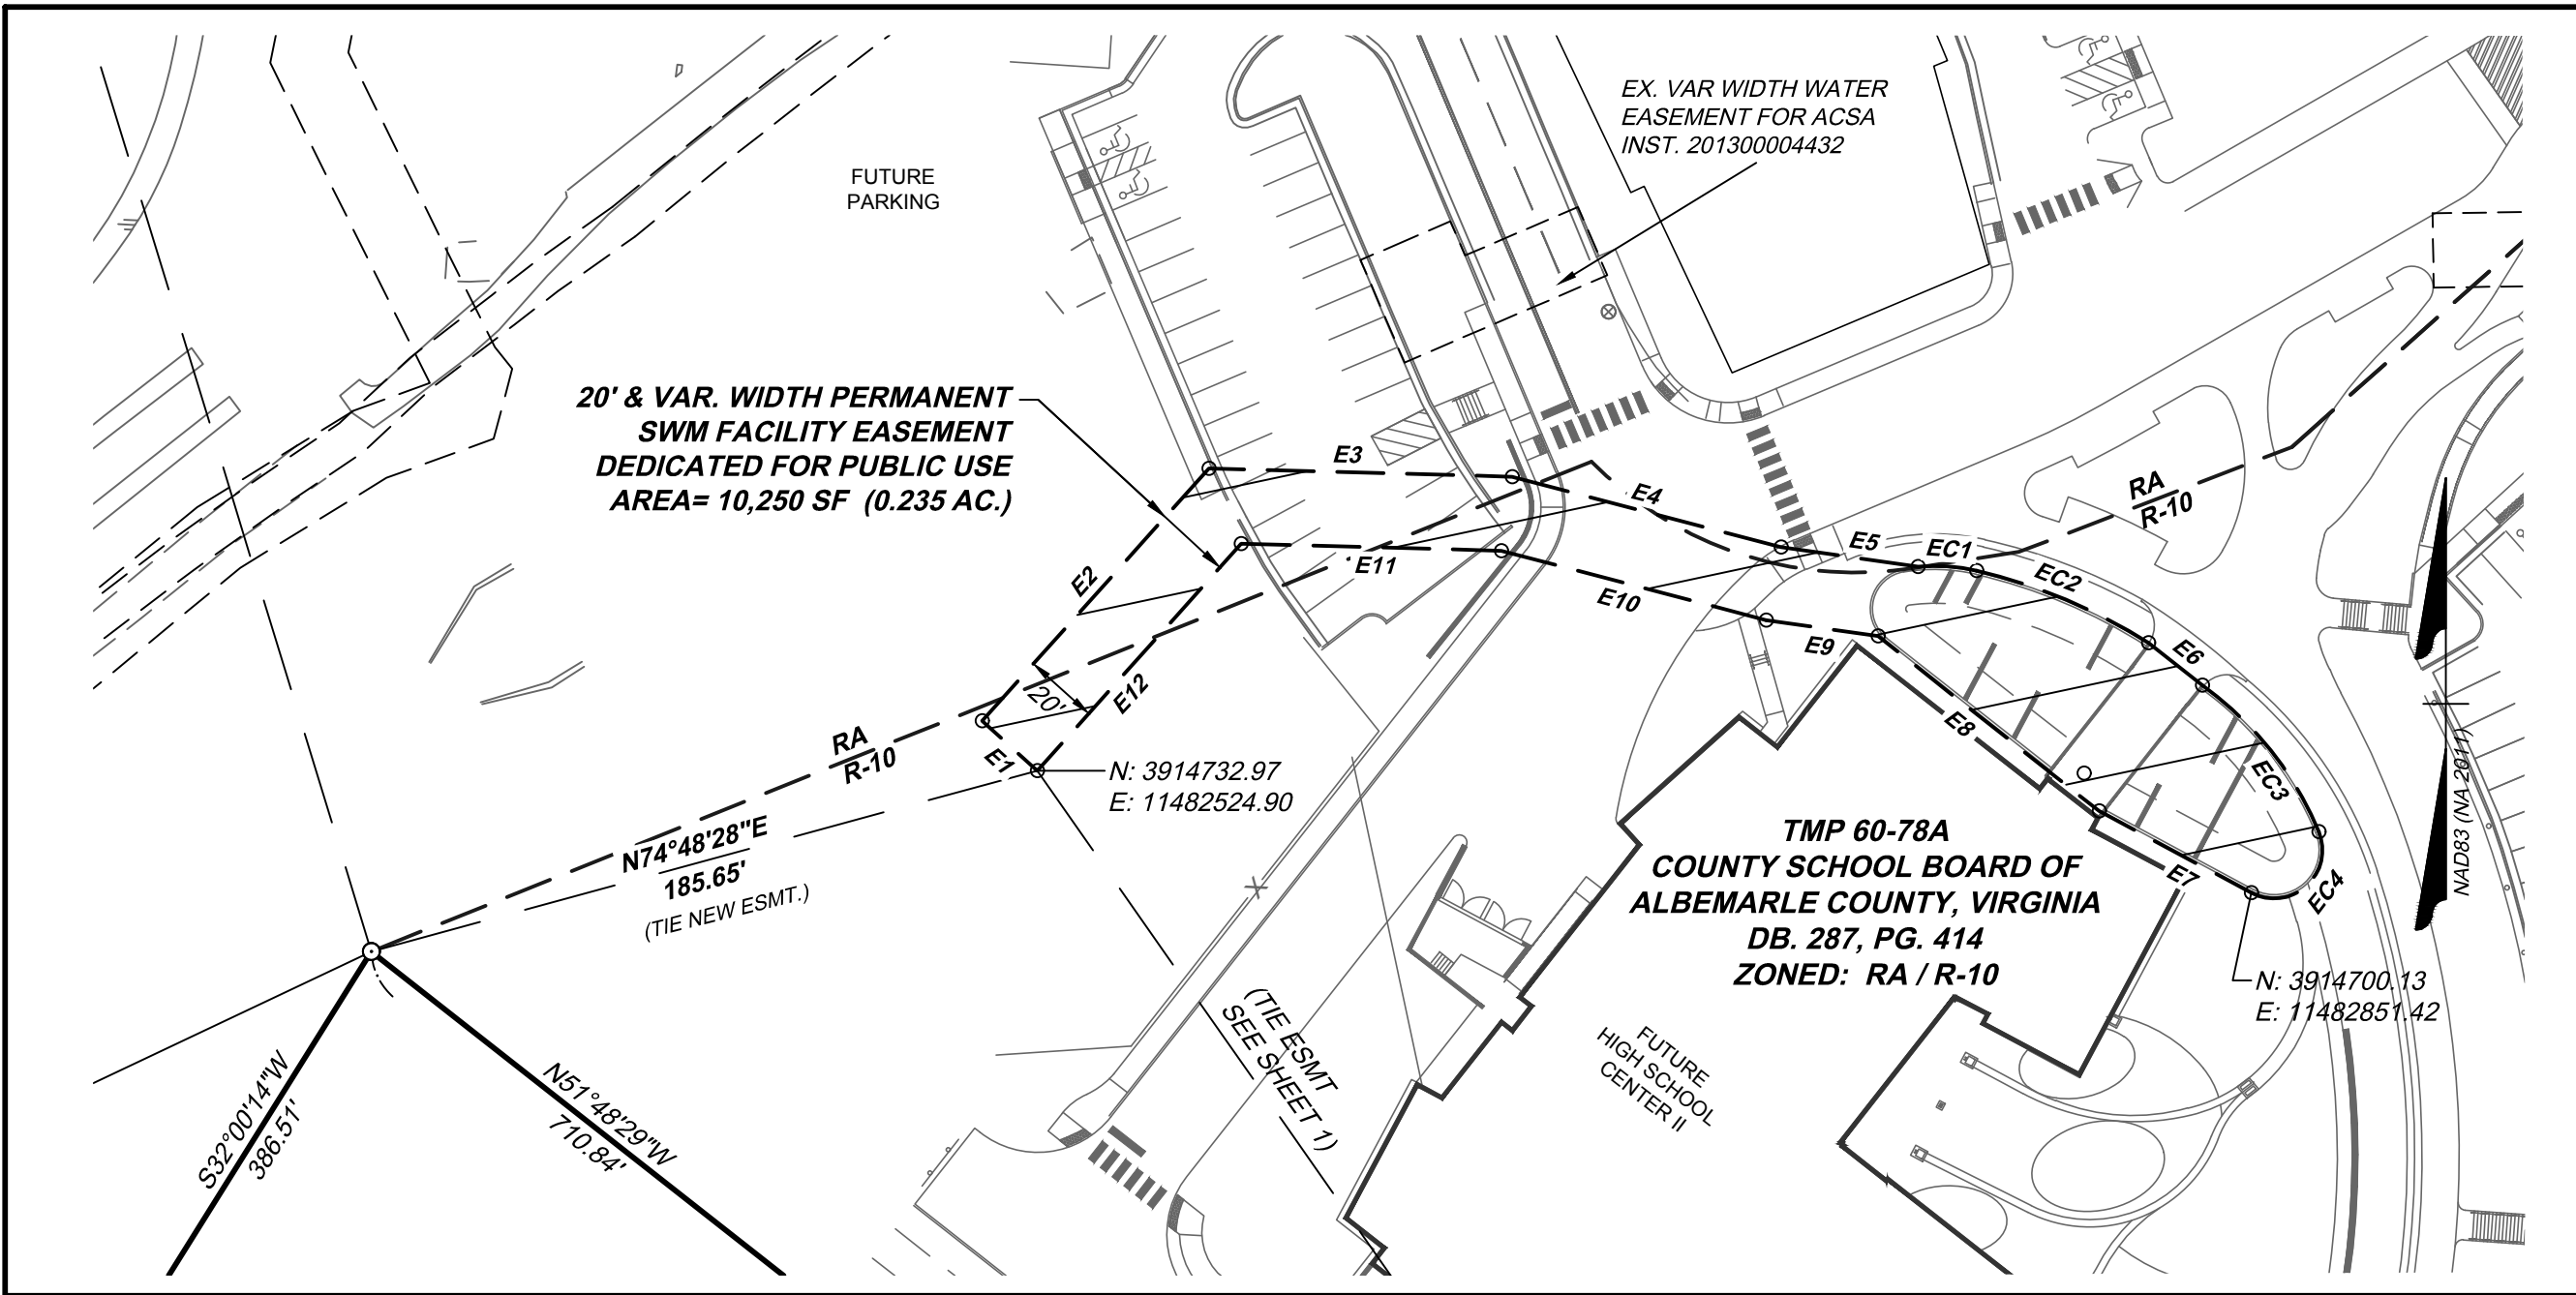 EX. VAR WIDTH WATER
EASEMENT FOR ACSA
INST. 201300004432
FUTURE
PARKING
20' & VAR. WIDTH PERMANENT
SWM FACILITY EASEMENT
DEDICATED FOR PUBLIC USE
AREA= 10,250 SF (0.235 AC.)
E3
E4
E5
EC1
EC2
E6
RA
R-10
E2
E11
E10
E9
E8
EC3
E12
20'
E1
RA
R-10
N: 3914732.97
E: 11482524.90
N74°48'28"E
185.65'
(TIE NEW ESMT.)
TMP 60-78A
COUNTY SCHOOL BOARD OF
ALBEMARLE COUNTY, VIRGINIA
DB. 287, PG. 414
ZONED: RA / R-10
E7
EC4
NAD83 (NA 2011)
N: 3914700.13
E: 11482851.42
(TIE ESMT
SEE SHEET 1)
FUTURE
HIGH SCHOOL
CENTER II
S32°00'14"W
386.51'
N51°48'29"W
710.84'